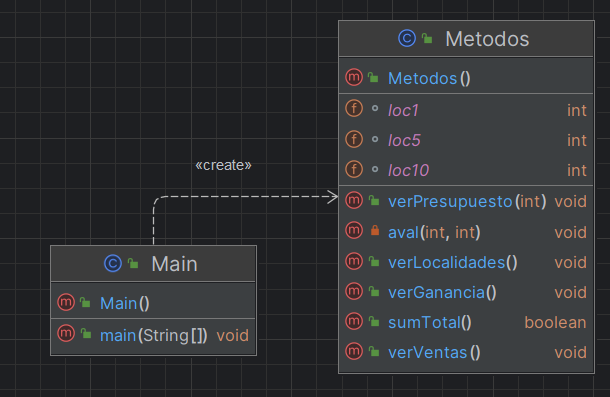 Metodos
Metodos()
loc1 int
loc5 int
loc10 int
verPresupuesto(int) void
aval(int, int) void
verLocalidades() void
verGanancia() void
sumTotal() boolean
verVentas() void
«create»
Main
Main()
main(String[]) void